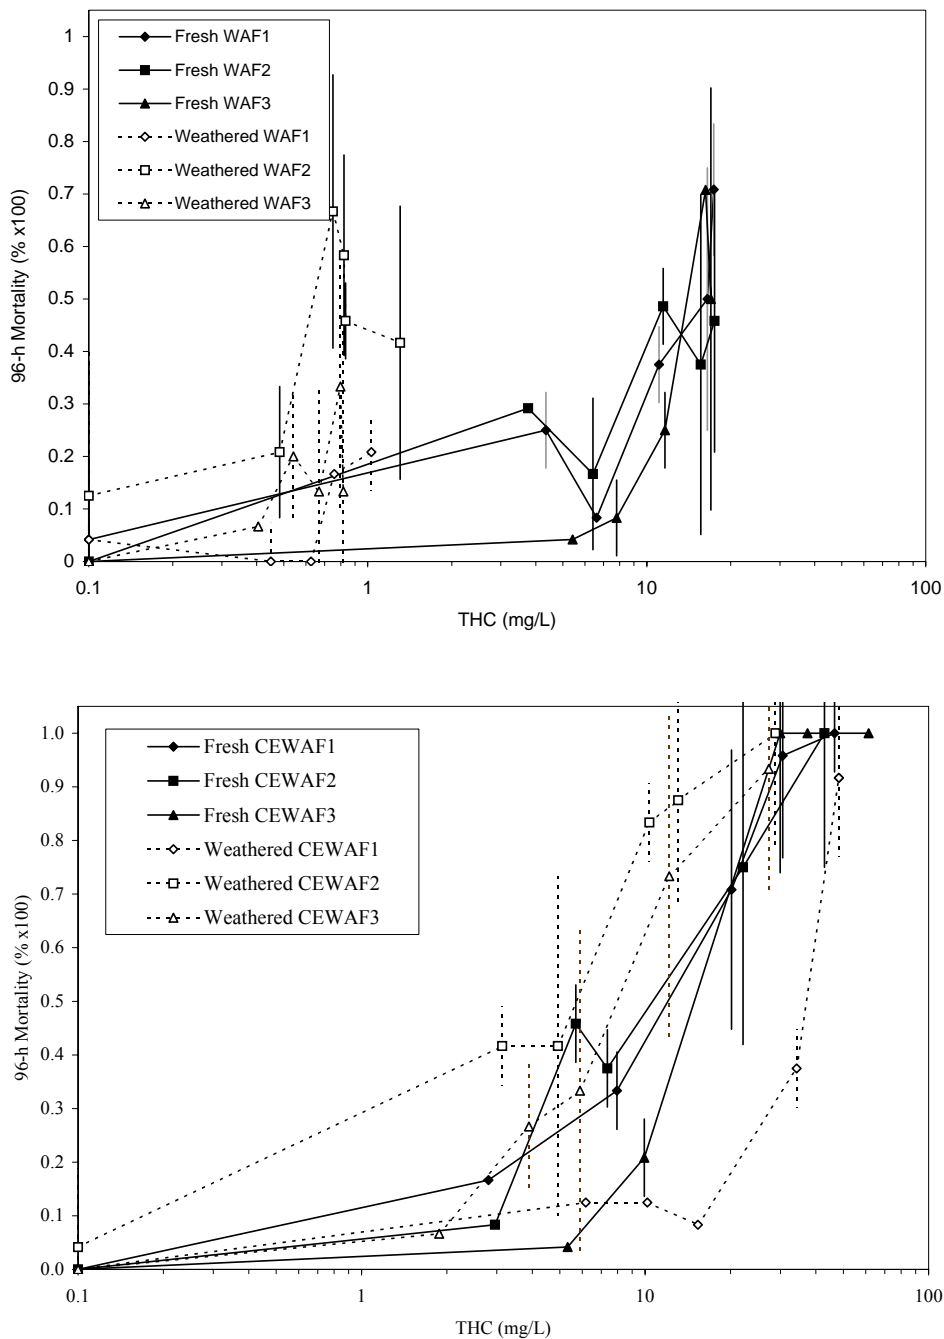 1
0.9
0.8
0.7
0.6
0.5
0.4
0.3
0.2
0.1
0
96-h Mortality (% x100)
Fresh WAF1
Fresh WAF2
Fresh WAF3
Weathered WAF1
Weathered WAF2
Weathered WAF3
0.1 1 10 100
THC (mg/L)
1.0
0.9
0.8
0.7
0.6
0.5
0.4
0.3
0.2
0.1
0.0
96-h Mortality (% x100)
Fresh CEWAF1
Fresh CEWAF2
Fresh CEWAF3
Weathered CEWAF1
Weathered CEWAF2
Weathered CEWAF3
0.1 1 10 100
THC (mg/L)